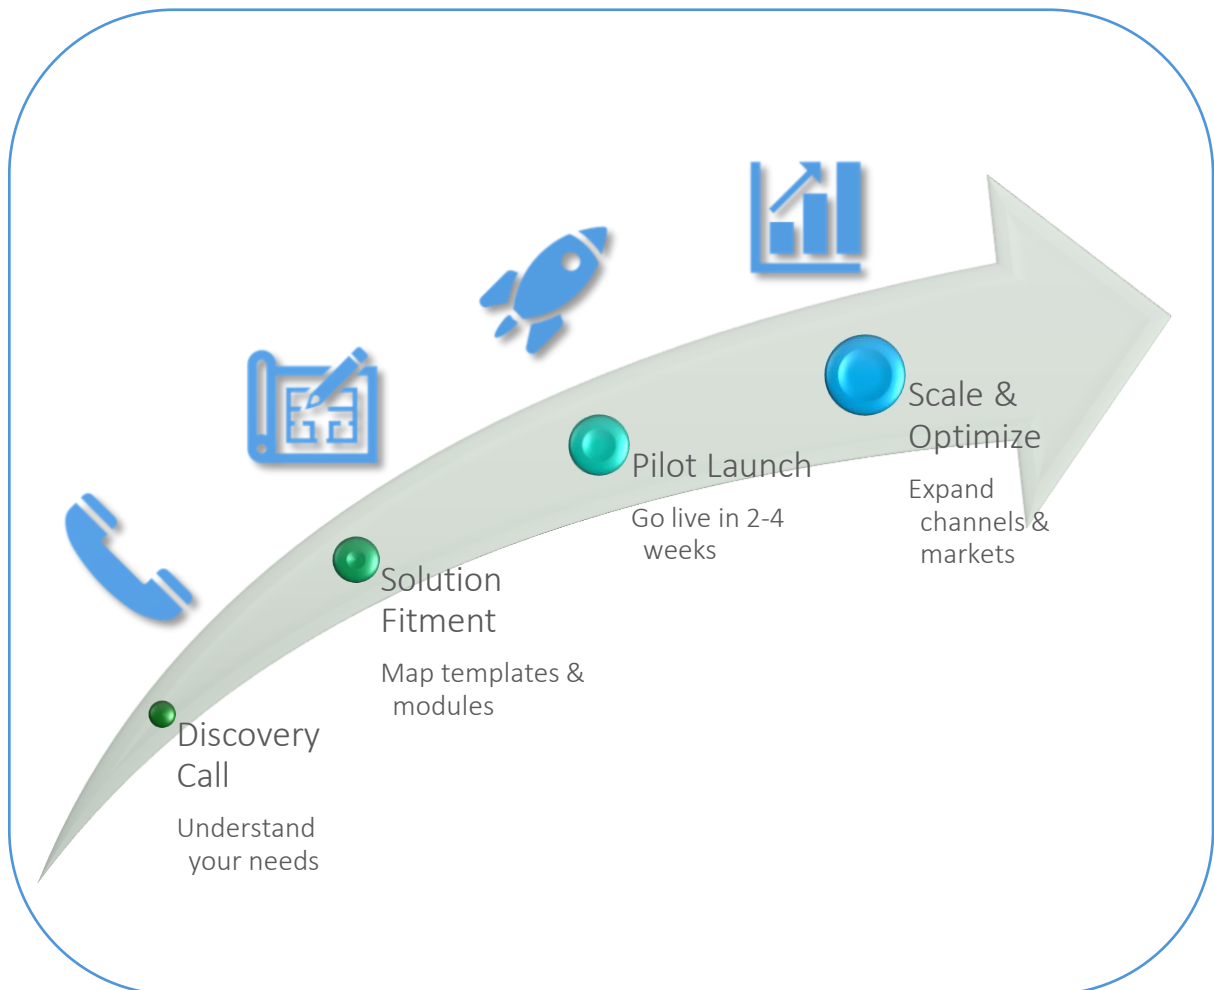 Discovery
Call
Understand
your needs
Solution
Fitment
Map templates &
modules
Pilot Launch
Go live in 2-4
weeks
Scale &
Optimize
Expand
channels &
markets